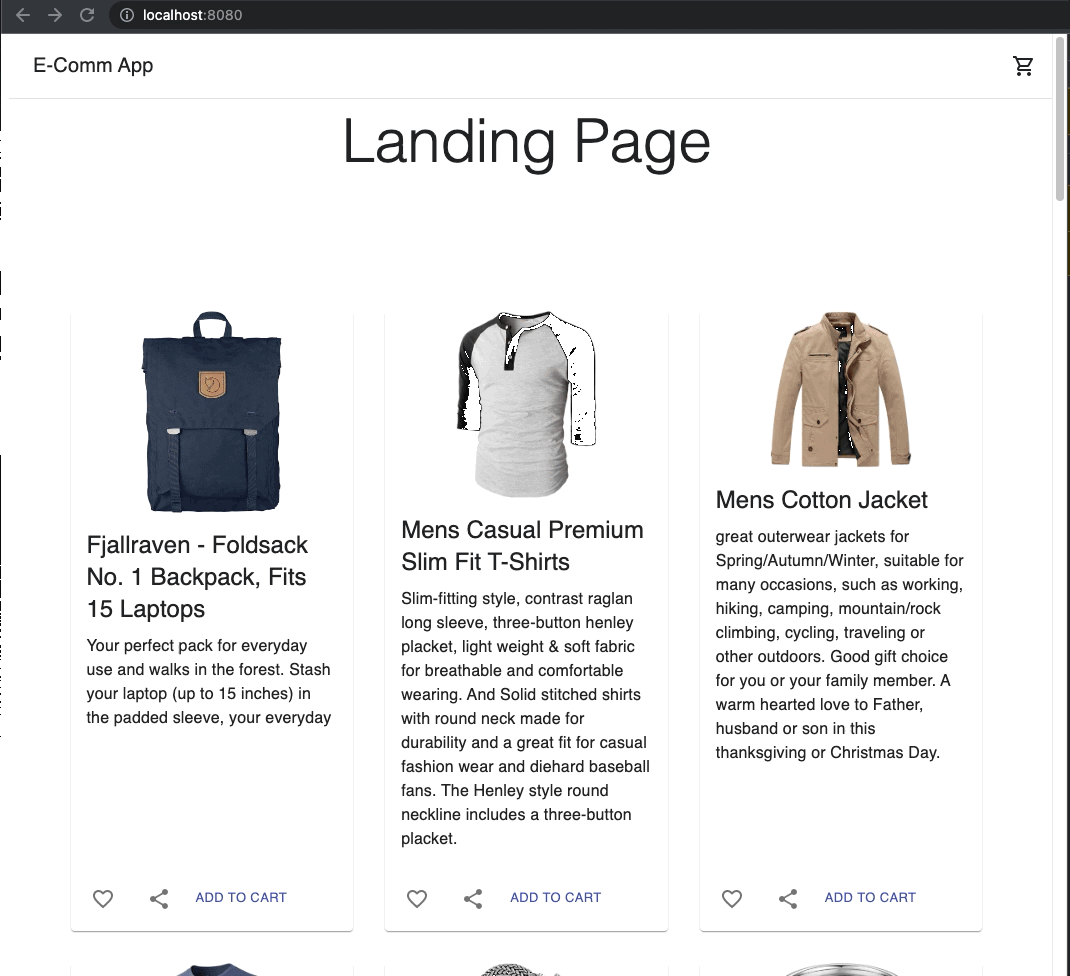 localhost:8080
E-Comm App
Landing Page
Fjallraven - Foldsack
No. 1 Backpack, Fits
15 Laptops
Your perfect pack for everyday
use and walks in the forest. Stash
your laptop (up to 15 inches) in
the padded sleeve, your everyday
ADD TO CART
Mens Casual Premium
Slim Fit T-Shirts
Slim-fitting style, contrast raglan
long sleeve, three-button henley
placket, light weight & soft fabric
for breathable and comfortable
wearing. And Solid stitched shirts
with round neck made for
durability and a great fit for casual
fashion wear and diehard baseball
fans. The Henley style round
neckline includes a three-button
placket.
ADD TO CART
Mens Cotton Jacket
great outerwear jackets for
Spring/Autumn/Winter, suitable for
many occasions, such as working,
hiking, camping, mountain/rock
climbing, cycling, traveling or
other outdoors. Good gift choice
for you or your family member. A
warm hearted love to Father,
husband or son in this
thanksgiving or Christmas Day.
ADD TO CART